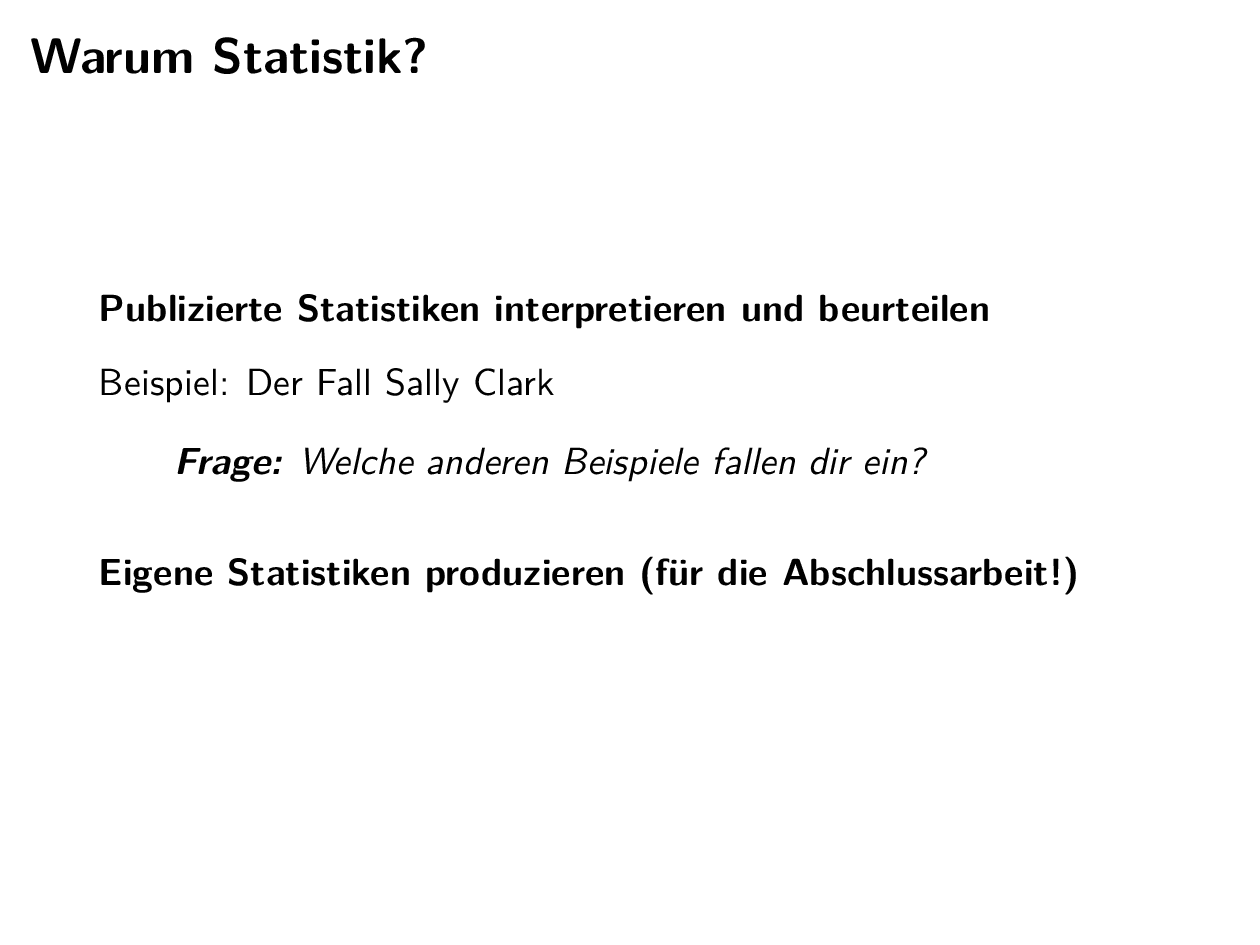 Warum Statistik?
Publizierte Statistiken interpretieren und beurteilen
Beispiel: Der Fall Sally Clark
Frage: Welche anderen Beispiele fallen dir ein?
Eigene Statistiken produzieren (für die Abschlussarbeit!)